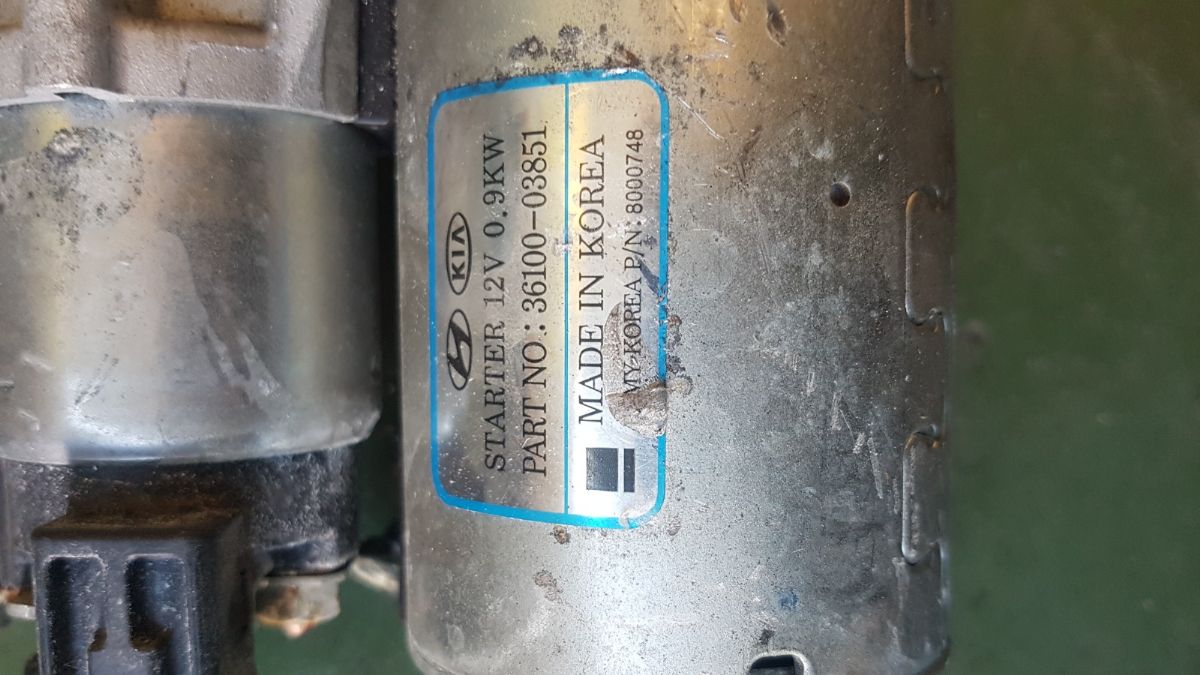 KIA
STARTER 12V 0.9KW
PART NO.: 36100-03851
MADE IN KOREA
MY-KOREA P/N: 8000748